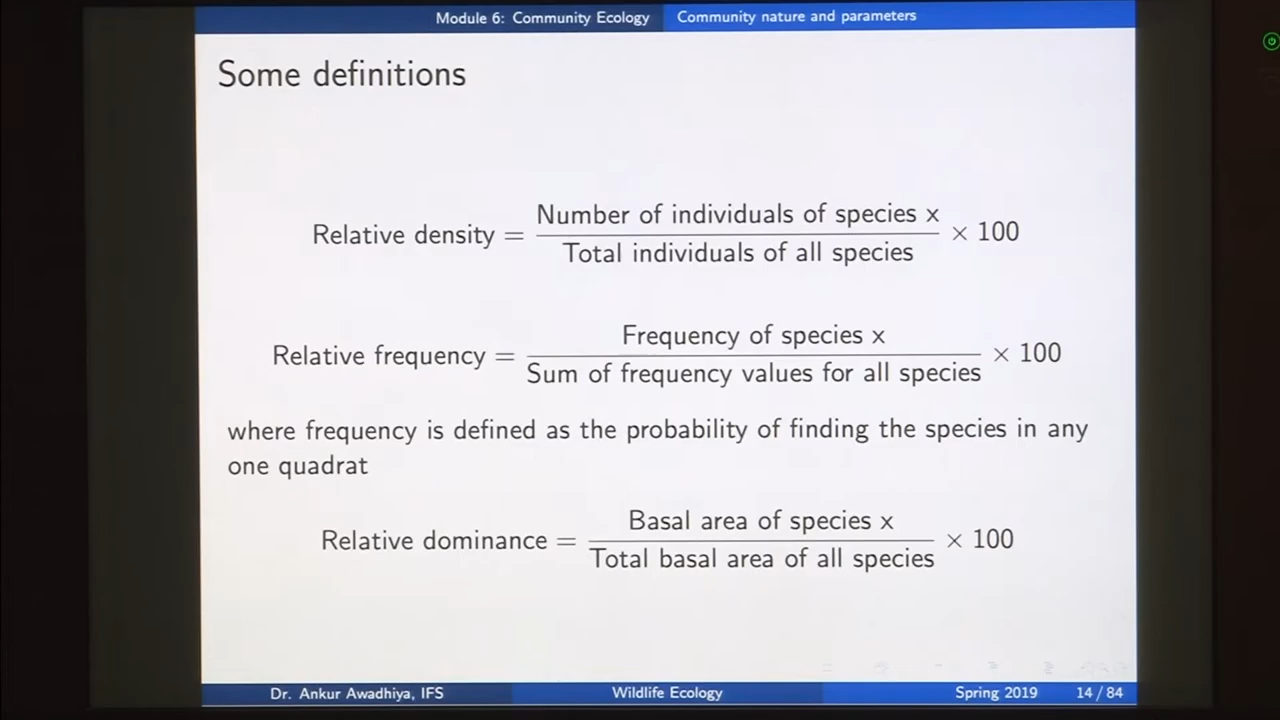 Module 6: Community Ecology Community nature and parameters
Some definitions
Relative density = Number of individuals of species x / Total individuals of all species × 100
Relative frequency = Frequency of species x / Sum of frequency values for all species × 100
where frequency is defined as the probability of finding the species in any
one quadrat
Relative dominance = Basal area of species x / Total basal area of all species × 100
Dr. Ankur Awadhiya, IFS Wildlife Ecology Spring 2019 14 / 84